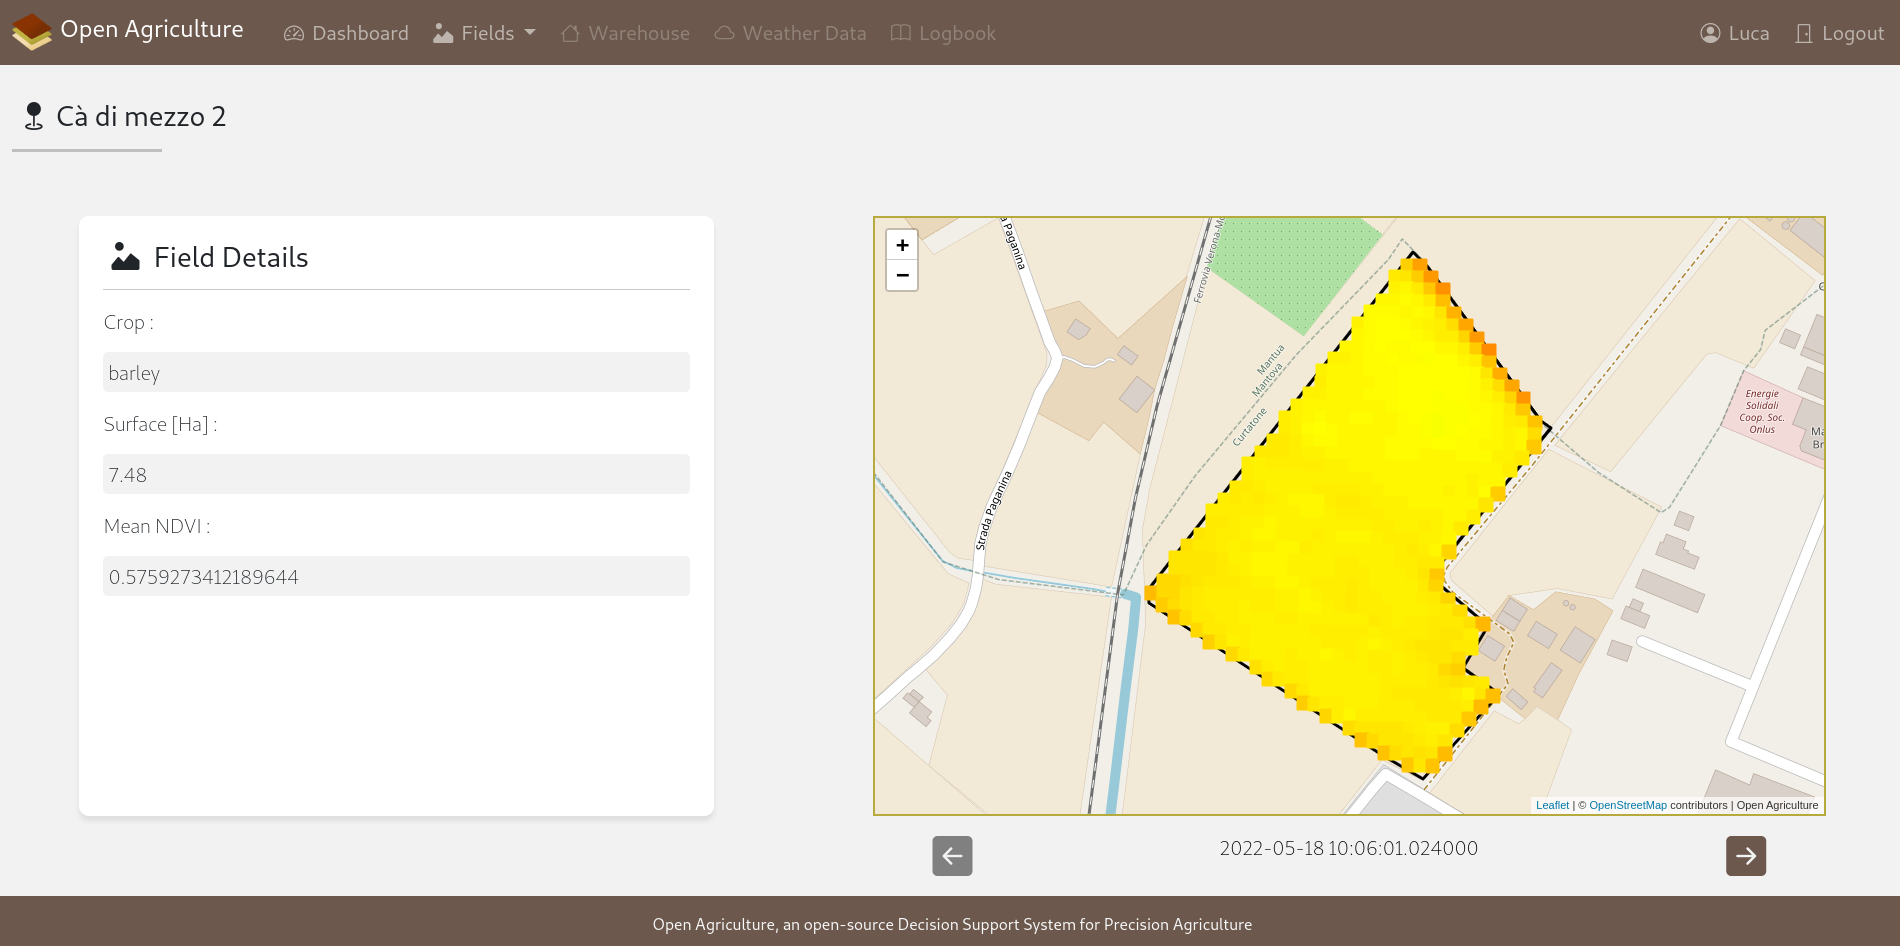 Open Agriculture
Dashboard
Fields
Warehouse
Weather Data
Logbook
Luca
Logout
Cà di mezzo 2
Field Details
Crop :
barley
Surface [Ha] :
7.48
Mean NDVI :
0.5759273412189644
+
−
a Paganina
Ferrovia Verona-Mo
Mantua
Mantova
Curtatone
Strada Paganina
Energie
Solidali
Coop. Soc.
Onlus
Ma
Br
Leaflet | © OpenStreetMap contributors | Open Agriculture
2022-05-18 10:06:01.024000
Open Agriculture, an open-source Decision Support System for Precision Agriculture